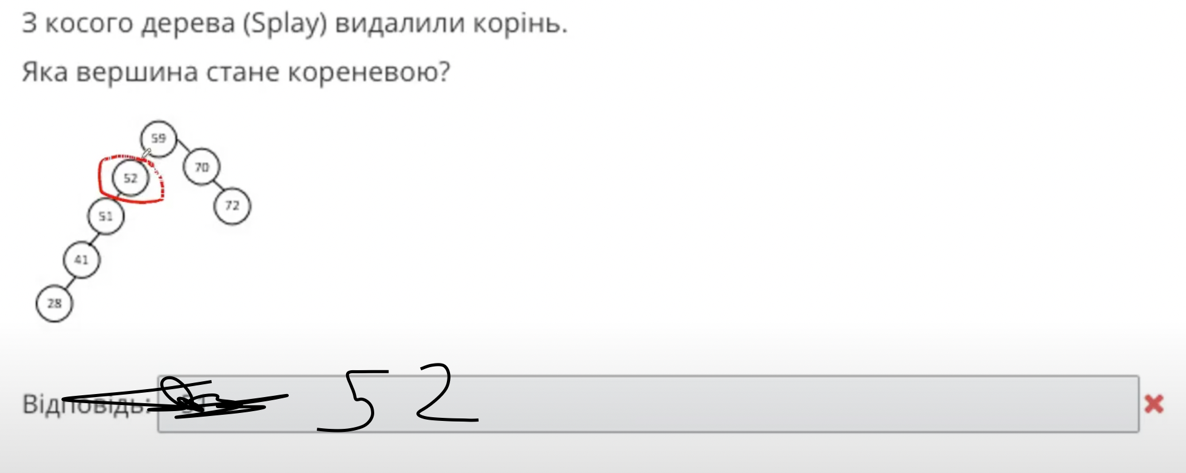 З косого дерева (Splay) видалили корінь.
Яка вершина стане кореневою?
59
52
70
51
72
41
28
Відповідь: 52